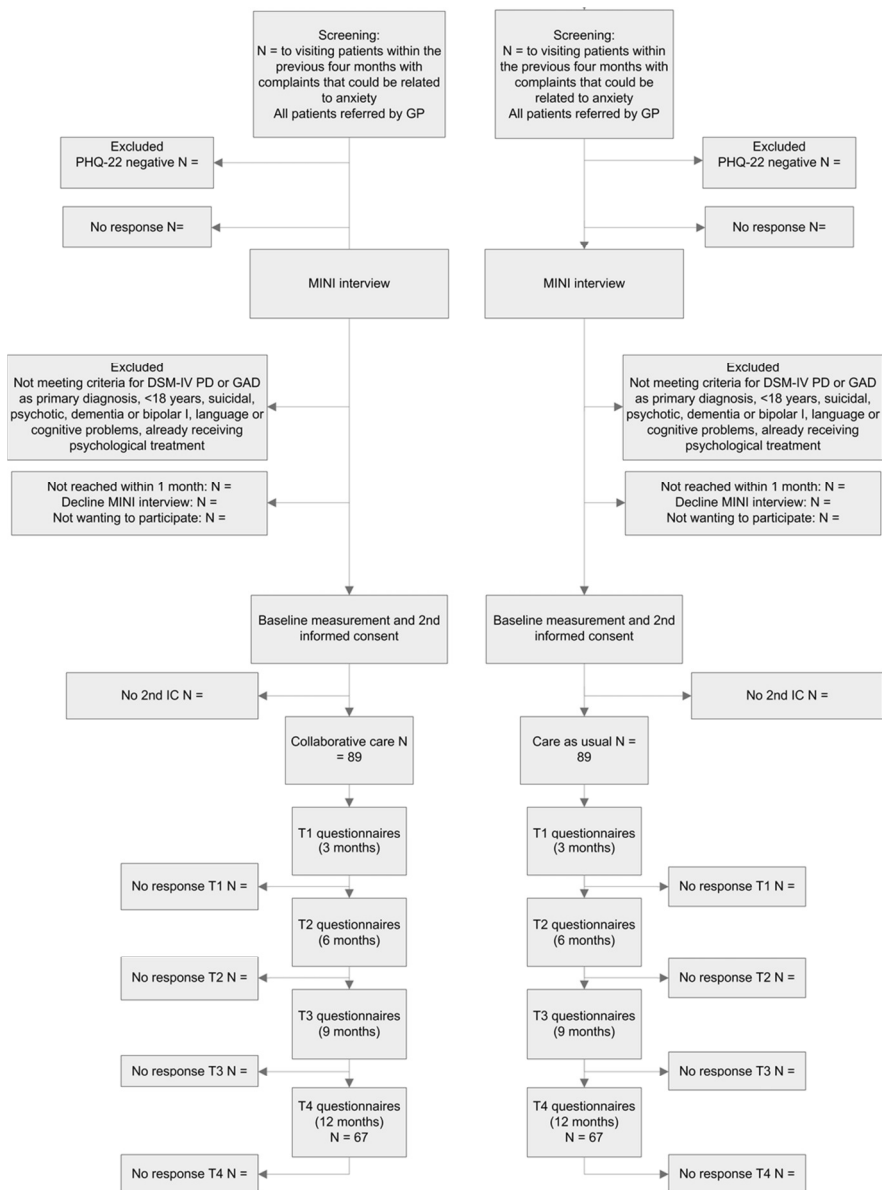 Screening:
N = to visiting patients within the
previous four months with
complaints that could be related
to anxiety
All patients referred by GP
Screening:
N = to visiting patients within
the previous four months with
complaints that could be
related to anxiety
All patients referred by GP
Excluded
PHQ-22 negative N =
Excluded
PHQ-22 negative N =
No response N=
No response N=
MINI interview
MINI interview
Excluded
Not meeting criteria for DSM-IV PD or GAD
as primary diagnosis, <18 years, suicidal,
psychotic, dementia or bipolar I, language or
cognitive problems, already receiving
psychological treatment
Excluded
Not meeting criteria for DSM-IV PD or GAD
as primary diagnosis, <18 years, suicidal,
psychotic, dementia or bipolar I, language or
cognitive problems, already receiving
psychological treatment
Not reached within 1 month: N =
Decline MINI interview: N =
Not wanting to participate: N =
Not reached within 1 month: N =
Decline MINI interview: N =
Not wanting to participate: N =
Baseline measurement and 2nd
informed consent
Baseline measurement and 2nd
informed consent
No 2nd IC N =
No 2nd IC N =
Collaborative care N
= 89
Care as usual N =
89
T1 questionnaires
(3 months)
T1 questionnaires
(3 months)
No response T1 N =
No response T1 N =
T2 questionnaires
(6 months)
T2 questionnaires
(6 months)
No response T2 N =
No response T2 N =
T3 questionnaires
(9 months)
T3 questionnaires
(9 months)
No response T3 N =
No response T3 N =
T4 questionnaires
(12 months)
N = 67
T4 questionnaires
(12 months)
N = 67
No response T4 N =
No response T4 N =